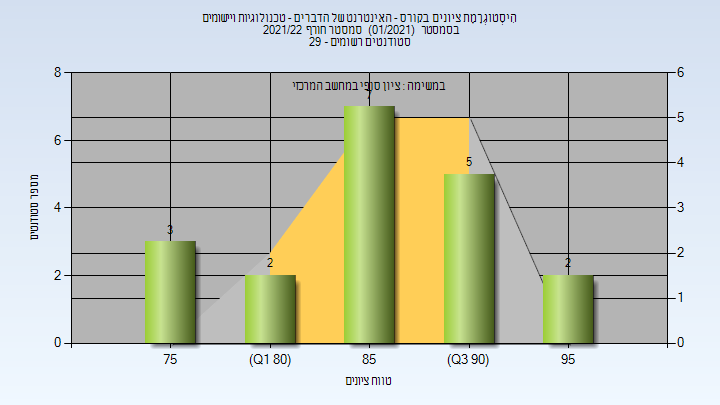 היסטוגרמת ציונים בקורס - האינטרנט של הדברים - טכנולוגיות ויישומים
בסמסטר (01/2021) סמסטר חורף 2021/22
סטודנטים רשומים - 29
במשימה : ציון סופי במחשב המרכזי
8
6
4
2
0
6
5
4
3
2
1
0
3
2
7
5
2
75
(Q1 80)
85
(Q3 90)
95
מספר סטודנטים
טווח ציונים